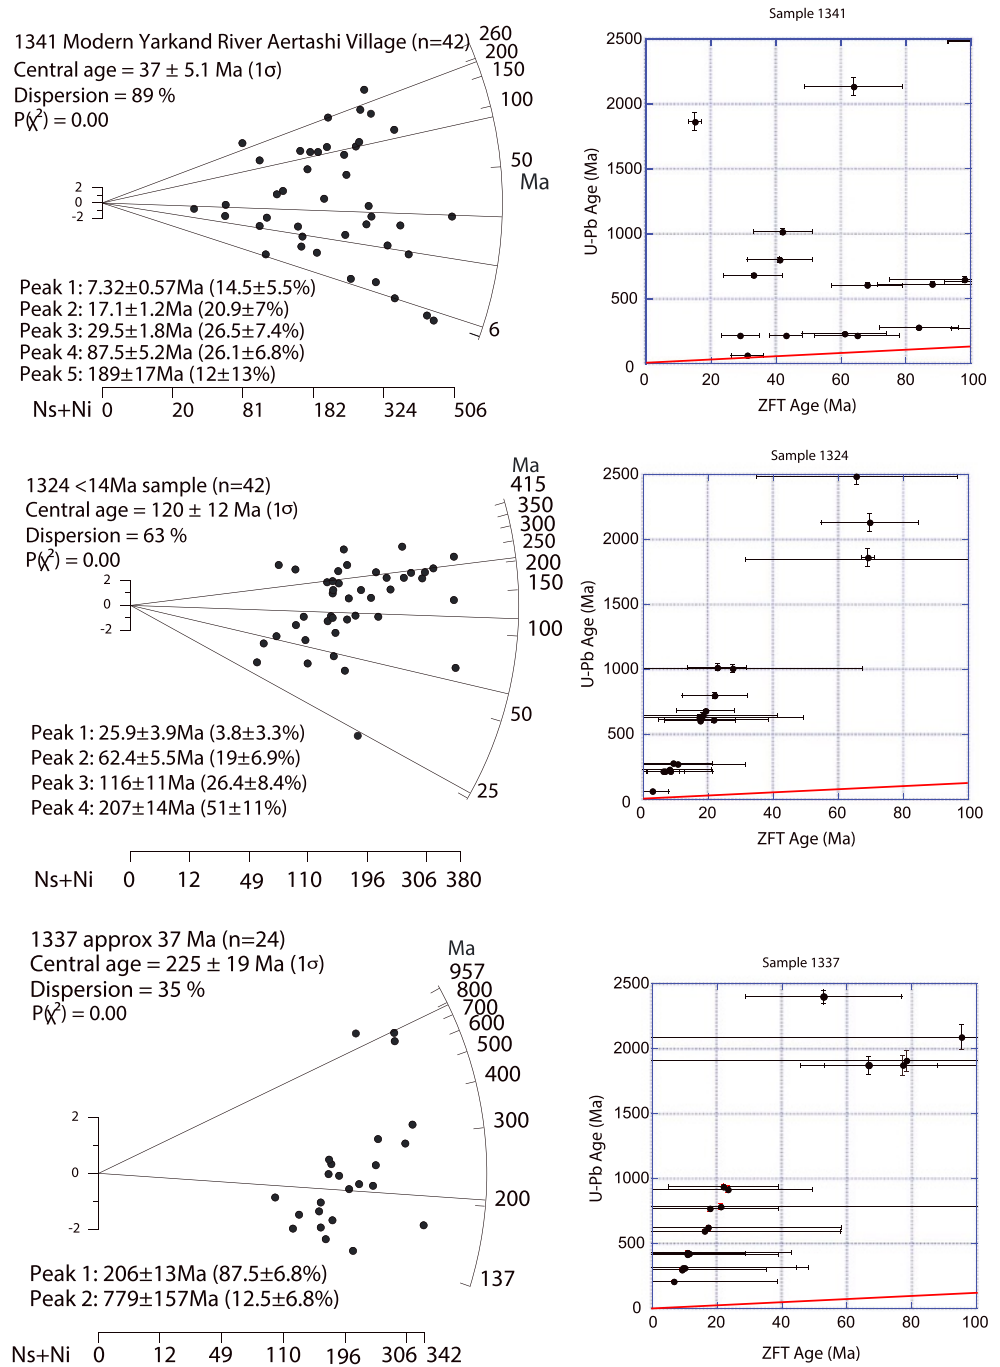 1341 Modern Yarkand River Aertashi Village (n=42)
Central age = 37 ± 5.1 Ma (1σ)
Dispersion = 89 %
P(χ²) = 0.00
260
200
150
100
50
Ma
6
2
0
-2
Peak 1: 7.32±0.57Ma (14.5±5.5%)
Peak 2: 17.1±1.2Ma (20.9±7%)
Peak 3: 29.5±1.8Ma (26.5±7.4%)
Peak 4: 87.5±5.2Ma (26.1±6.8%)
Peak 5: 189±17Ma (12±13%)
Ns+Ni 0 20 81 182 324 506
Sample 1341
2500
2000
1500
1000
500
0
U-Pb Age (Ma)
0 20 40 60 80 100
ZFT Age (Ma)
1324 <14Ma sample (n=42)
Central age = 120 ± 12 Ma (1σ)
Dispersion = 63 %
P(χ²) = 0.00
Ma
415
350
300
250
200
150
100
50
25
2
0
-2
Peak 1: 25.9±3.9Ma (3.8±3.3%)
Peak 2: 62.4±5.5Ma (19±6.9%)
Peak 3: 116±11Ma (26.4±8.4%)
Peak 4: 207±14Ma (51±11%)
Ns+Ni 0 12 49 110 196 306 380
Sample 1324
2500
2000
1500
1000
500
0
U-Pb Age (Ma)
0 20 40 60 80 100
ZFT Age (Ma)
1337 approx 37 Ma (n=24)
Central age = 225 ± 19 Ma (1σ)
Dispersion = 35 %
P(χ²) = 0.00
Ma
957
800
700
600
500
400
300
200
137
2
0
-2
Peak 1: 206±13Ma (87.5±6.8%)
Peak 2: 779±157Ma (12.5±6.8%)
Ns+Ni 0 12 49 110 196 306 342
Sample 1337
2500
2000
1500
1000
500
0
U-Pb Age (Ma)
0 20 40 60 80 100
ZFT Age (Ma)